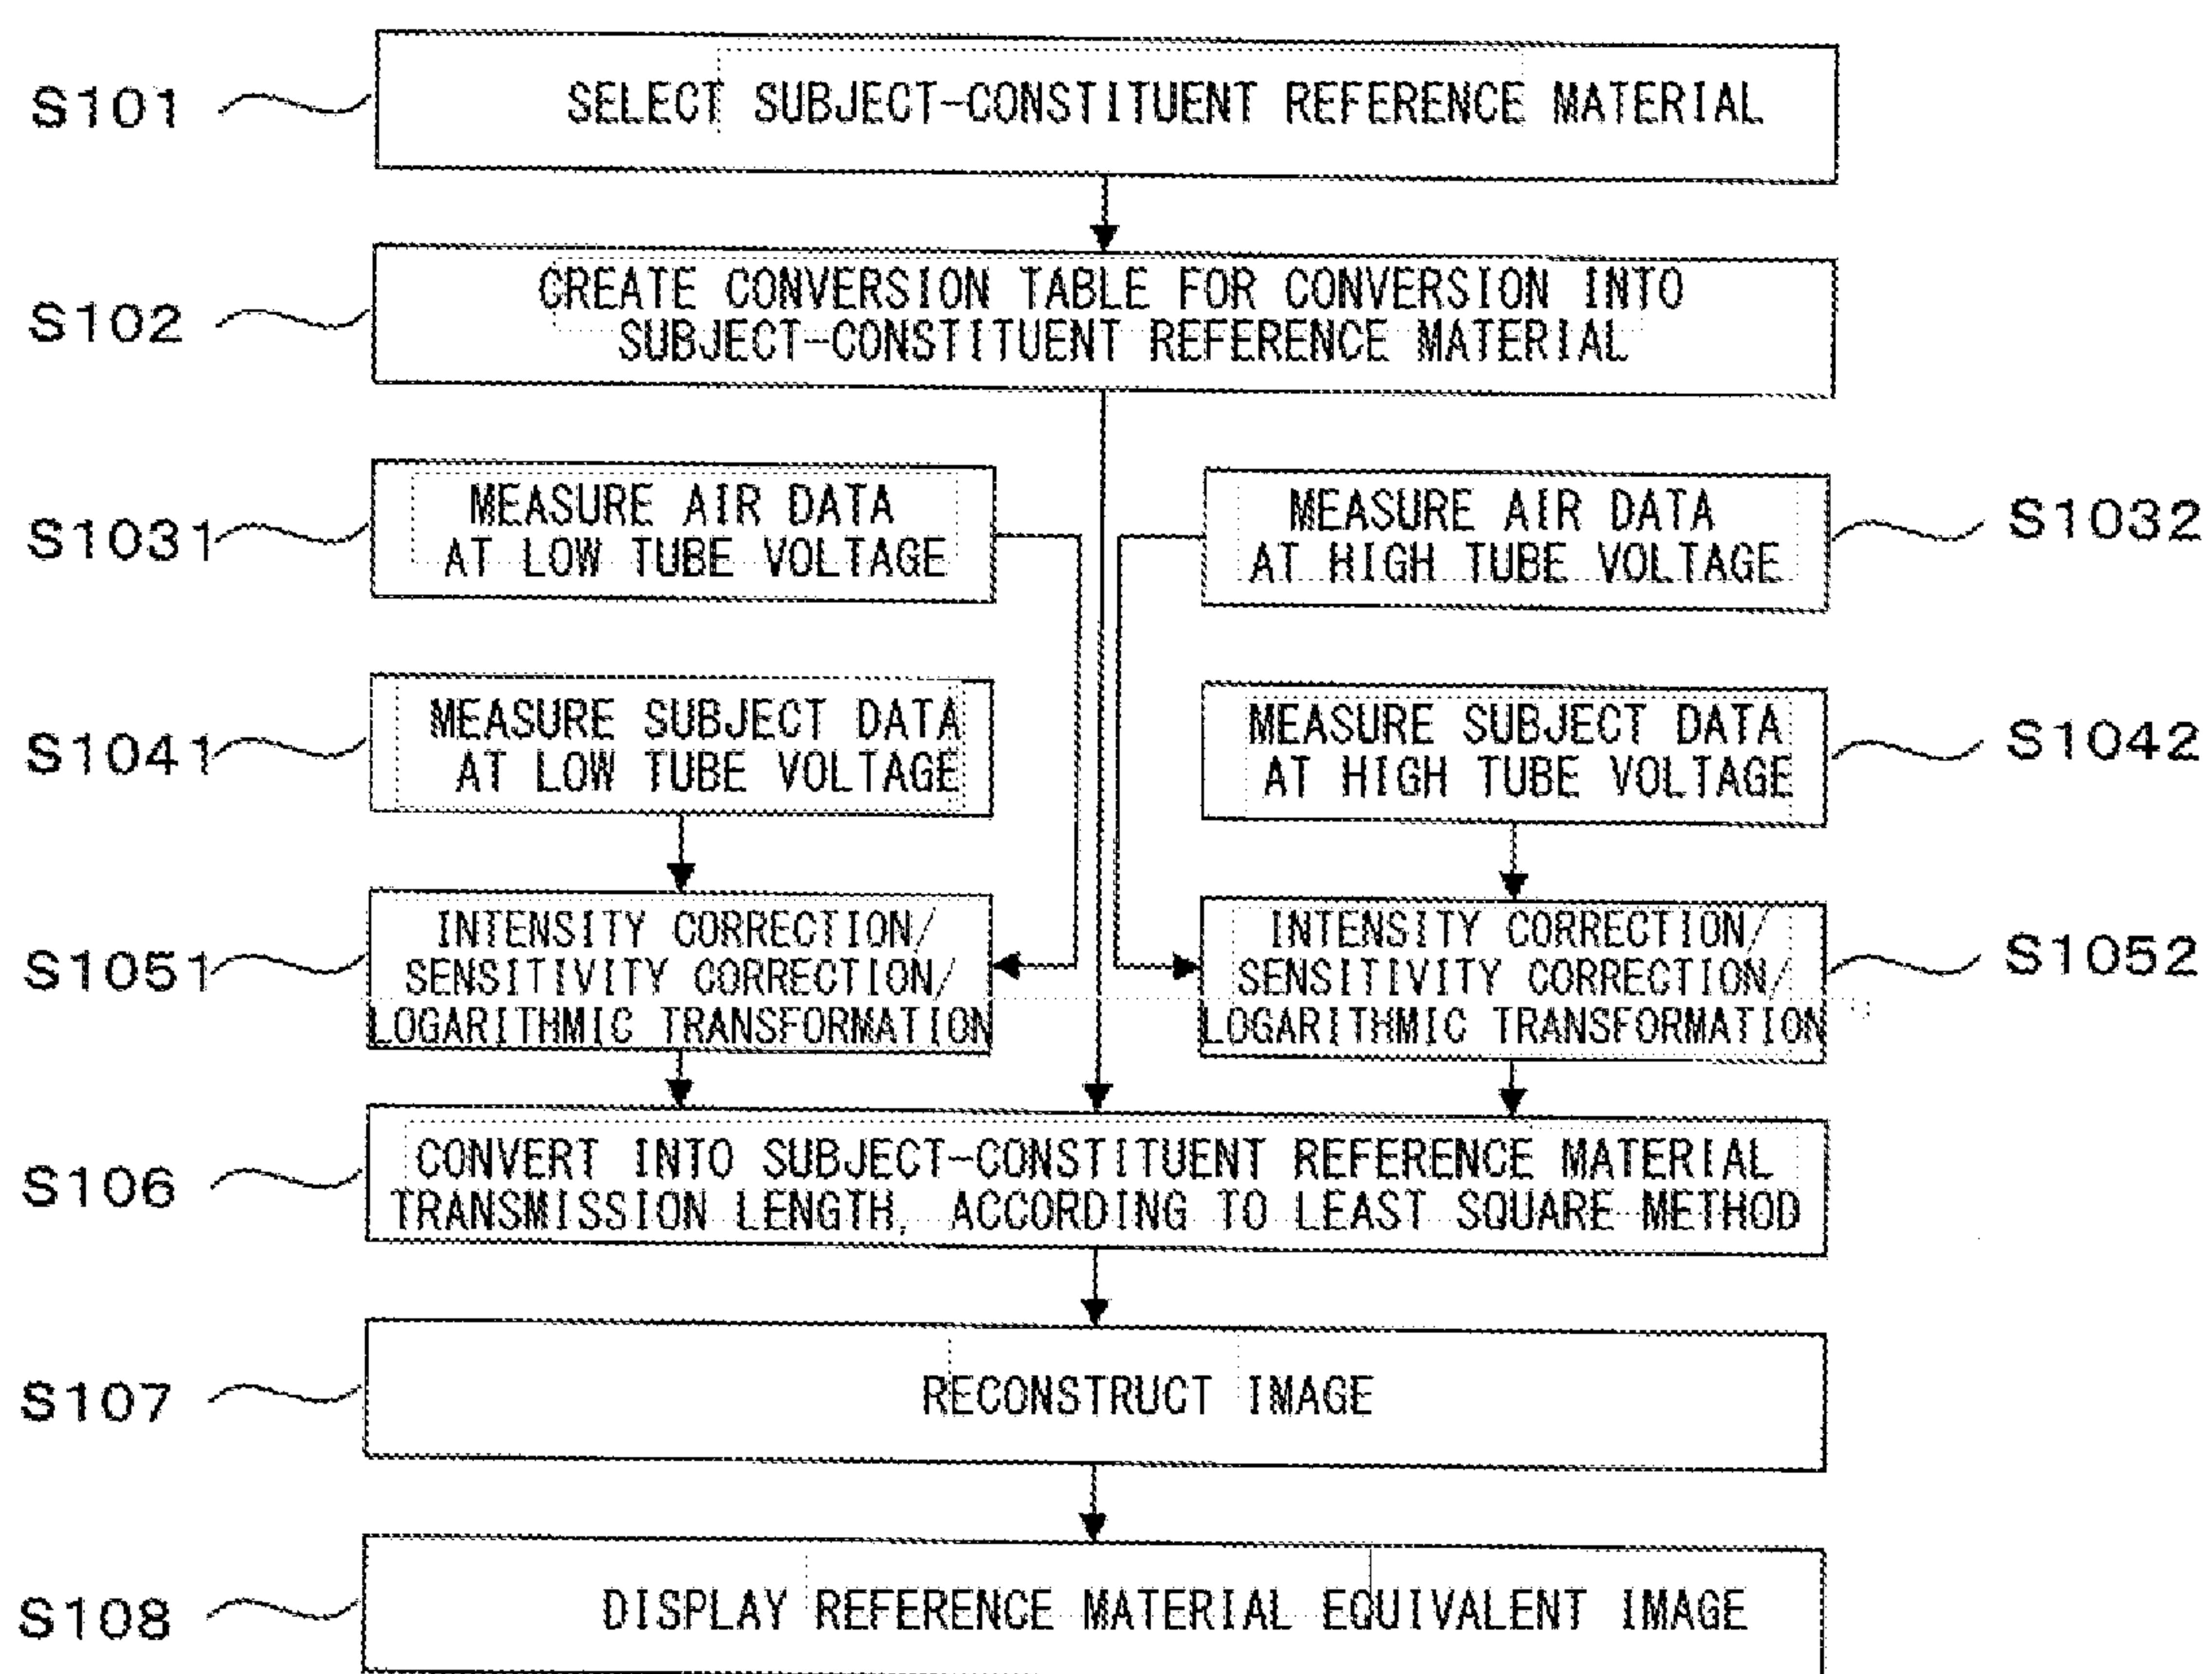 S101
SELECT SUBJECT-CONSTITUENT REFERENCE MATERIAL
S102
CREATE CONVERSION TABLE FOR CONVERSION INTO
SUBJECT-CONSTITUENT REFERENCE MATERIAL
S1031
MEASURE AIR DATA
AT LOW TUBE VOLTAGE
MEASURE AIR DATA
AT HIGH TUBE VOLTAGE
S1032
S1041
MEASURE SUBJECT DATA
AT LOW TUBE VOLTAGE
MEASURE SUBJECT DATA
AT HIGH TUBE VOLTAGE
S1042
S1051
INTENSITY CORRECTION/
SENSITIVITY CORRECTION/
LOGARITHMIC TRANSFORMATION
INTENSITY CORRECTION/
SENSITIVITY CORRECTION/
LOGARITHMIC TRANSFORMATION
S1052
S106
CONVERT INTO SUBJECT-CONSTITUENT REFERENCE MATERIAL
TRANSMISSION LENGTH, ACCORDING TO LEAST SQUARE METHOD
S107
RECONSTRUCT IMAGE
S108
DISPLAY REFERENCE MATERIAL EQUIVALENT IMAGE